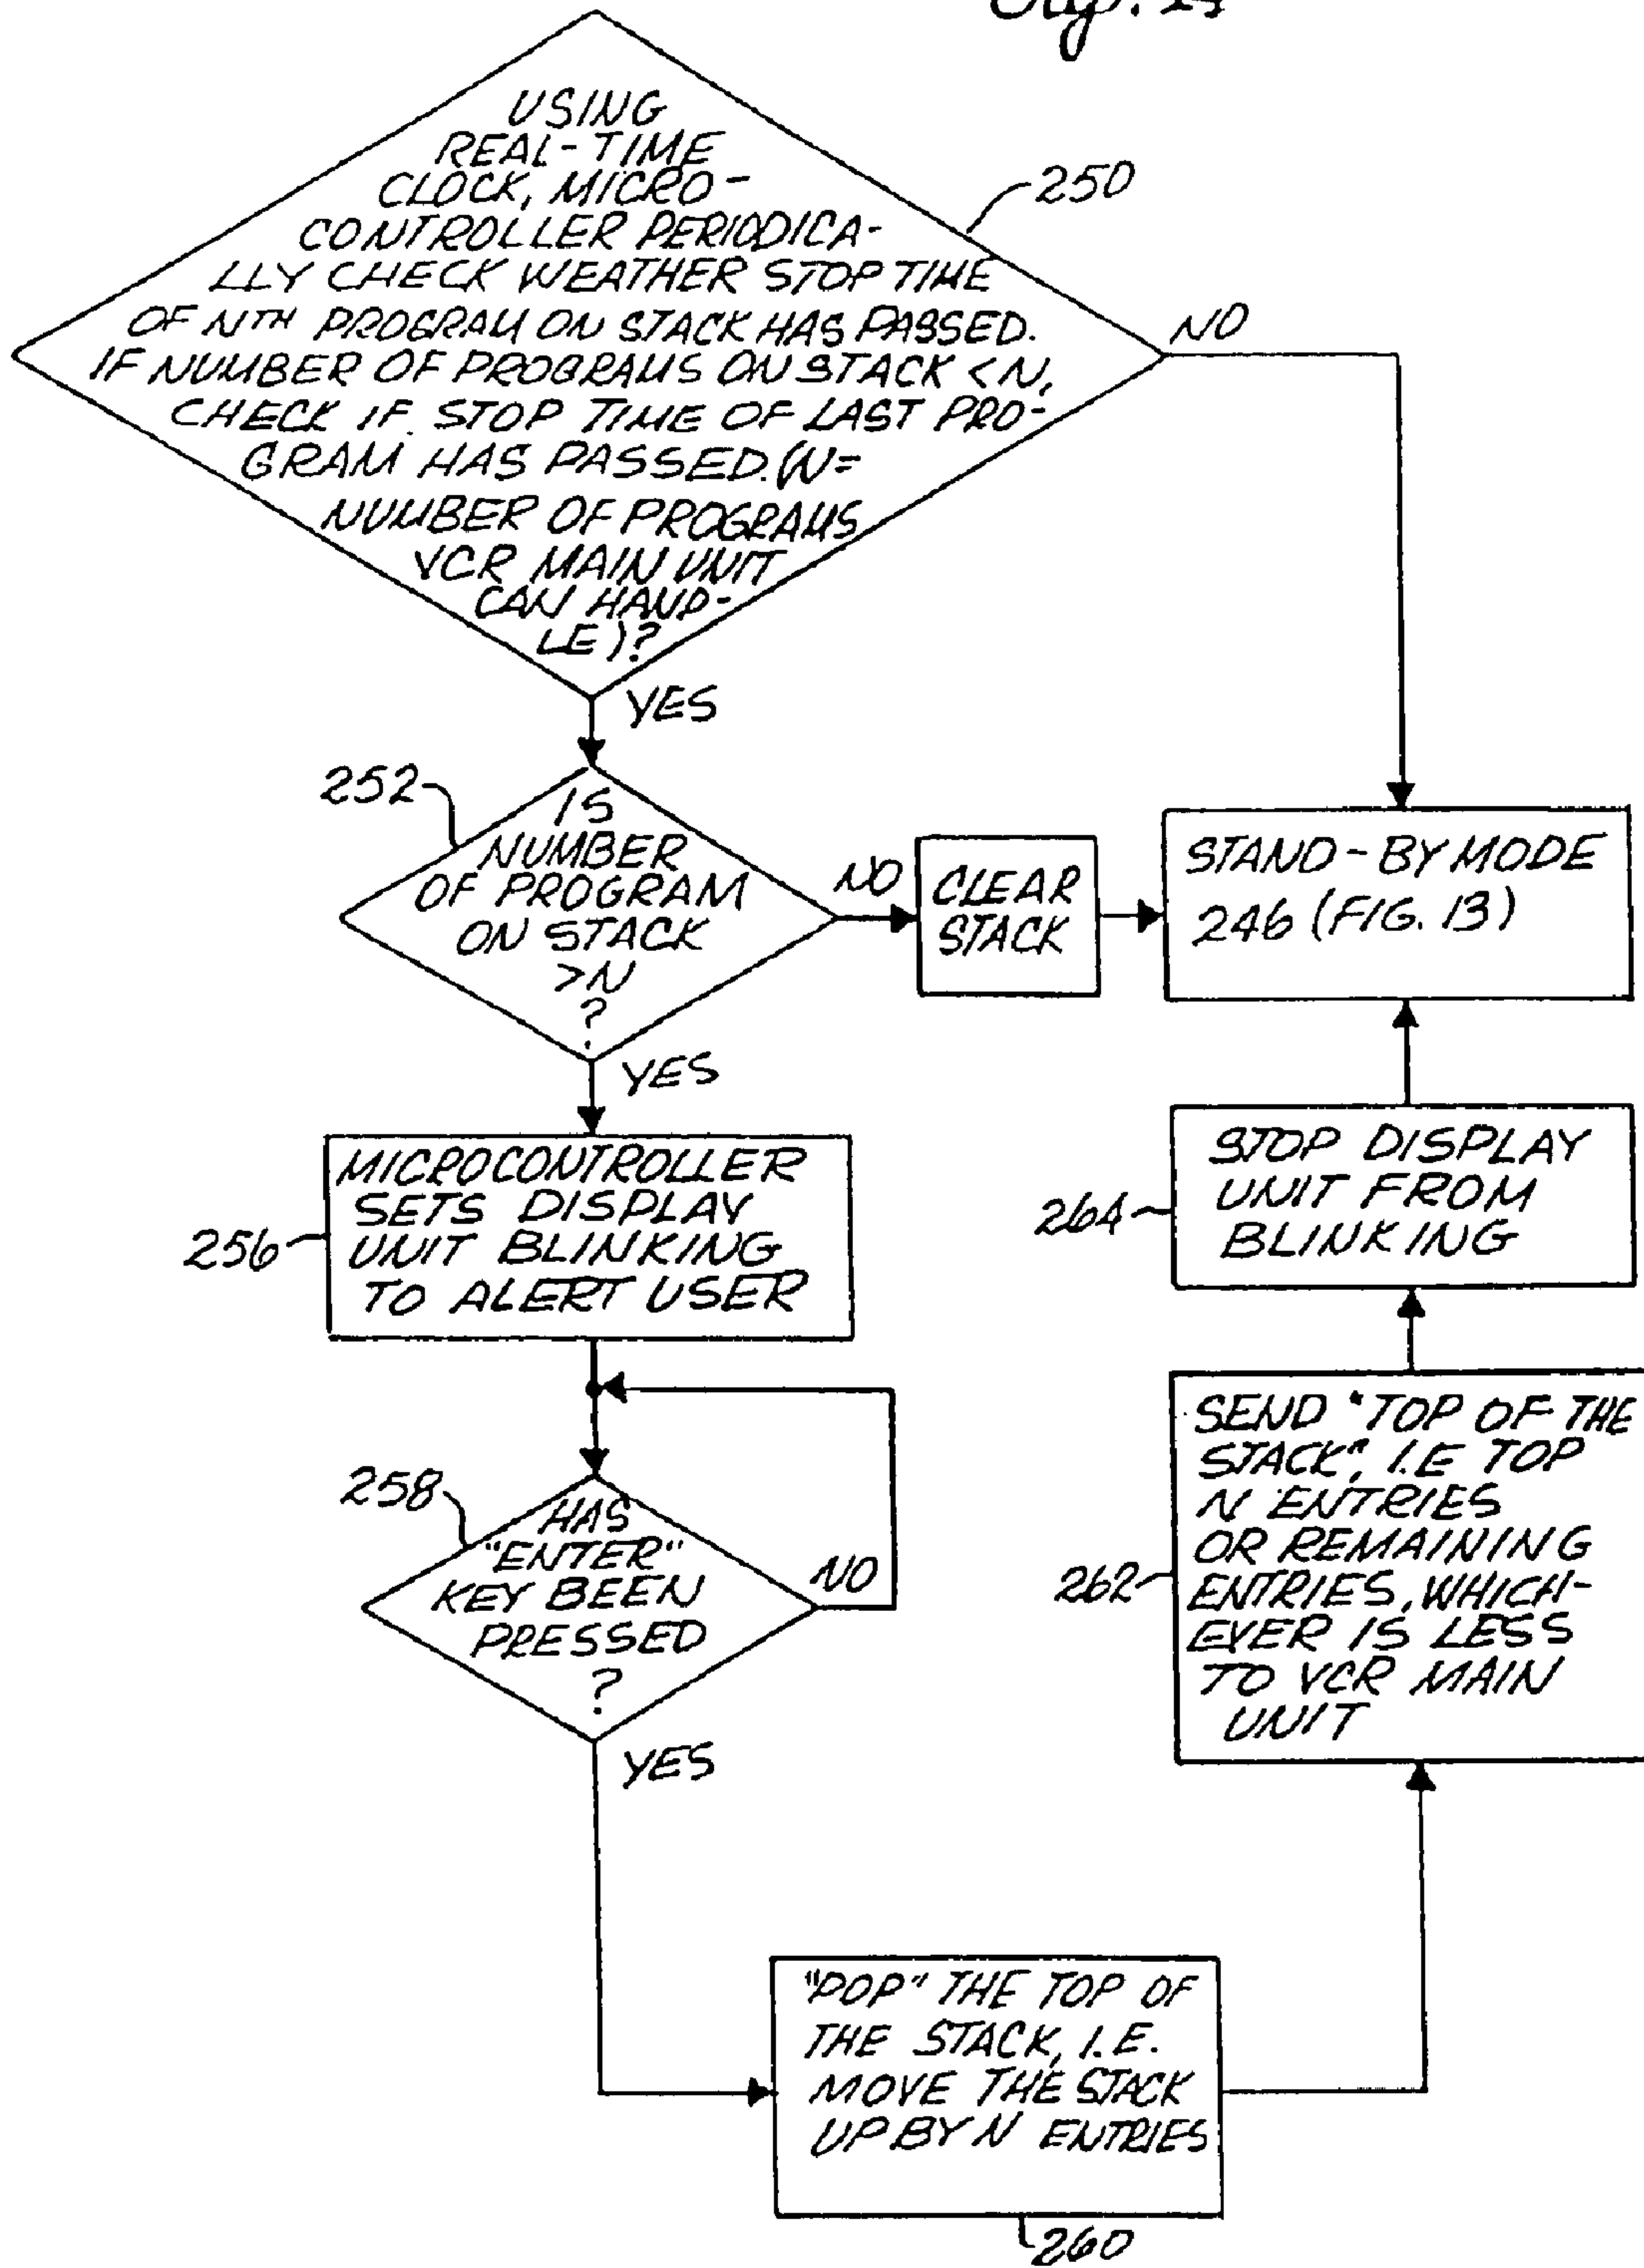 USING
REAL-TIME
CLOCK, MICRO-
CONTROLLER PERIODICA-
LLY CHECK WEATHER STOP TIME
OF NTH PROGRAM ON STACK HAS PASSED.
IF NUMBER OF PROGRAMS ON STACK <N,
CHECK IF STOP TIME OF LAST PRO-
GRAM HAS PASSED. (N=
NUMBER OF PROGRAMS
VCR MAIN UNIT
CAN HAND-
LE)?
250
NO
YES
252
IS
NUMBER
OF PROGRAM
ON STACK
>N
?
NO
CLEAR
STACK
STAND-BY MODE
246 (FIG. 13)
YES
256
MICROCONTROLLER
SETS DISPLAY
UNIT BLINKING
TO ALERT USER
264
STOP DISPLAY
UNIT FROM
BLINKING
258
HAS
"ENTER"
KEY BEEN
PRESSED
?
NO
YES
262
SEND "TOP OF THE
STACK", I.E TOP
N ENTRIES
OR REMAINING
ENTRIES, WHICH-
EVER IS LESS
TO VCR MAIN
UNIT
"POP" THE TOP OF
THE STACK, I.E.
MOVE THE STACK
UP BY N ENTRIES
260